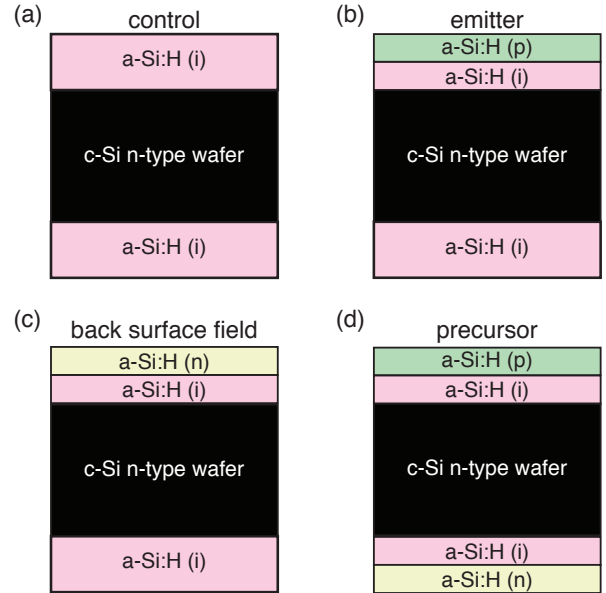 (a)
control
a-Si:H (i)
c-Si n-type wafer
a-Si:H (i)
(b)
emitter
a-Si:H (p)
a-Si:H (i)
c-Si n-type wafer
a-Si:H (i)
(c)
back surface field
a-Si:H (n)
a-Si:H (i)
c-Si n-type wafer
a-Si:H (i)
(d)
precursor
a-Si:H (p)
a-Si:H (i)
c-Si n-type wafer
a-Si:H (i)
a-Si:H (n)